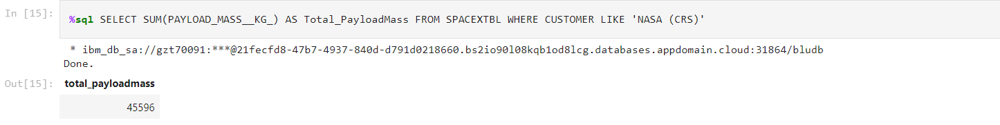 In [15]: %sql SELECT SUM(PAYLOAD_MASS__KG_) AS Total_PayloadMass FROM SPACEXTBL WHERE CUSTOMER LIKE 'NASA (CRS)'
* ibm_db_sa://gzt70091:***@21fecfd8-47b7-4937-840d-d791d0218660.bs2io90l08kqb1od8lcg.databases.appdomain.cloud:31864/bludb
Done.
Out[15]: total_payloadmass
45596